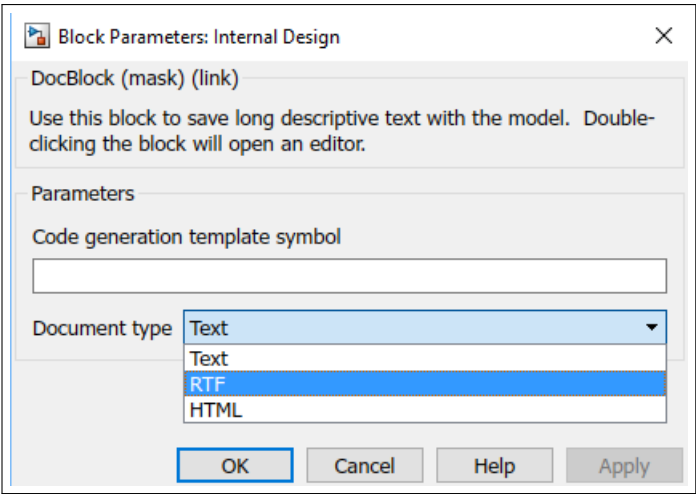 Block Parameters: Internal Design
DocBlock (mask) (link)
Use this block to save long descriptive text with the model. Double-
clicking the block will open an editor.
Parameters
Code generation template symbol
Document type Text
Text
RTF
HTML
OK Cancel Help Apply